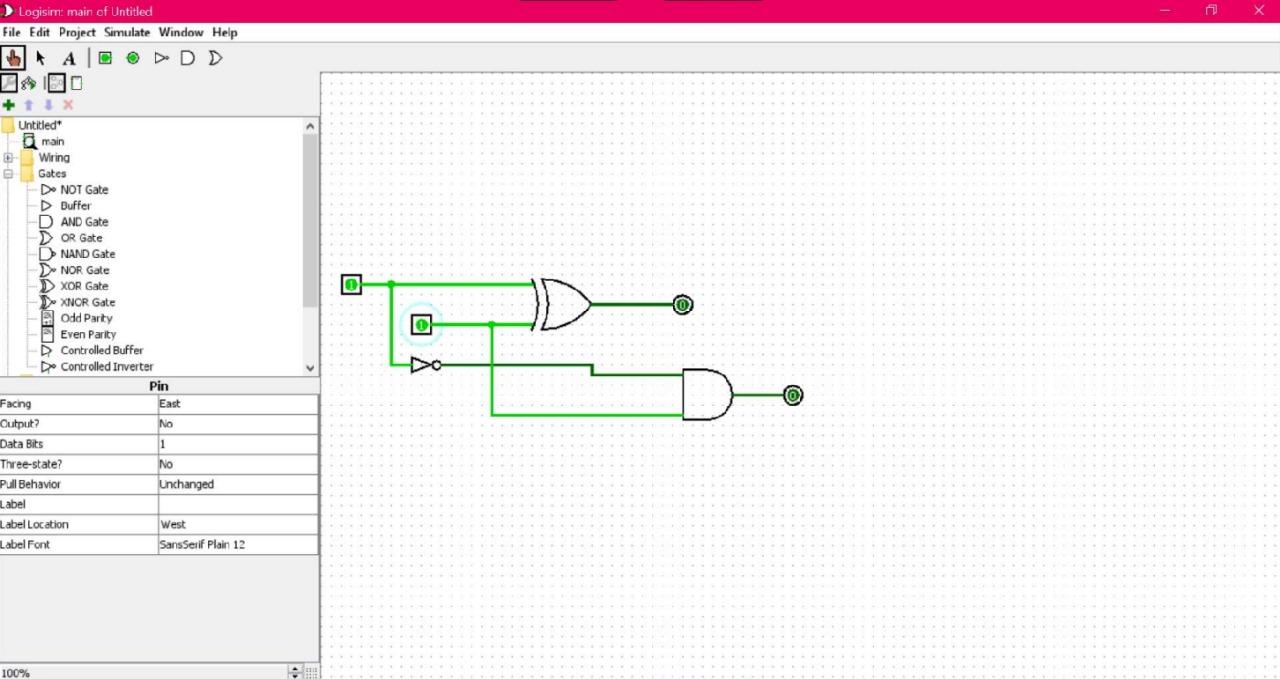 Logisim: main of Untitled
File Edit Project Simulate Window Help
A
Untitled*
main
Wiring
Gates
NOT Gate
Buffer
AND Gate
OR Gate
NAND Gate
NOR Gate
XOR Gate
XNOR Gate
Odd Parity
Even Parity
Controlled Buffer
Controlled Inverter
Pin
Facing East
Output? No
Data Bits 1
Three-state? No
Pull Behavior Unchanged
Label
Label Location West
Label Font SansSerif Plain 12
100%
1
1
0
0